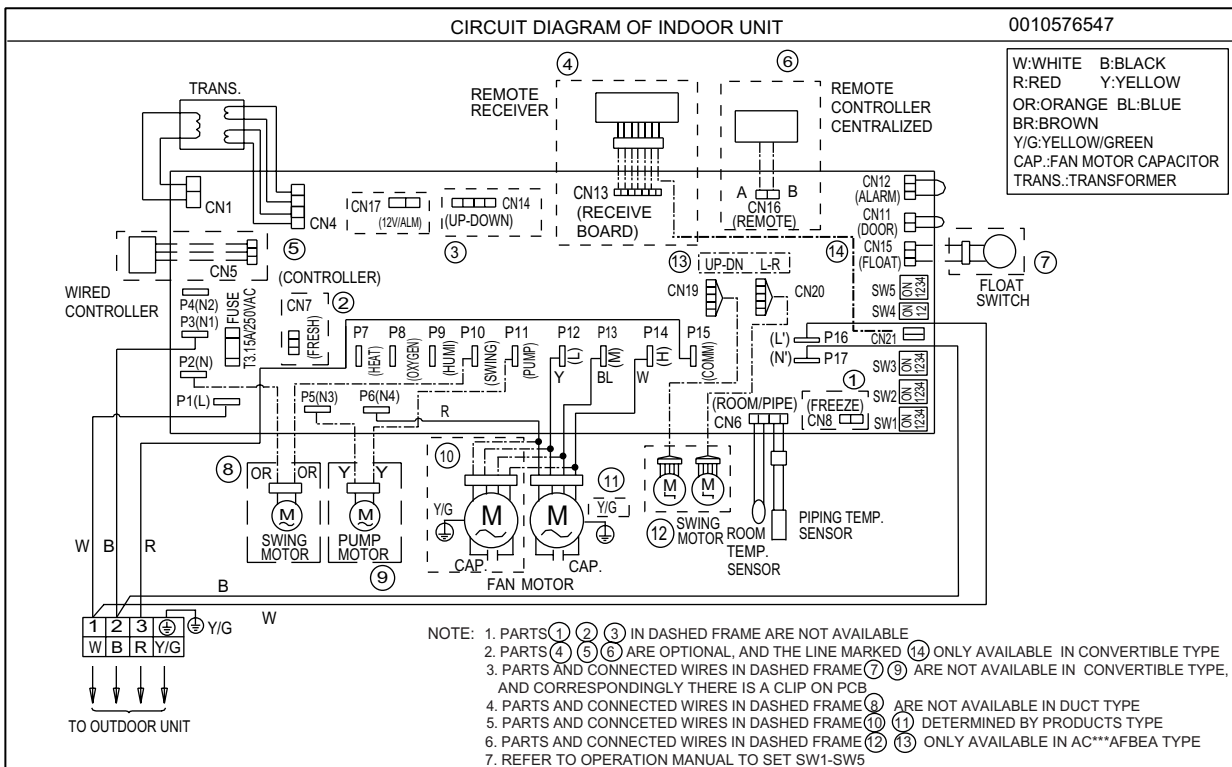 CIRCUIT DIAGRAM OF INDOOR UNIT
0010576547
W:WHITE B:BLACK
R:RED Y:YELLOW
OR:ORANGE BL:BLUE
BR:BROWN
Y/G:YELLOW/GREEN
CAP.:FAN MOTOR CAPACITOR
TRANS.:TRANSFORMER
TRANS.
4
REMOTE
RECEIVER
6
REMOTE
CONTROLLER
CENTRALIZED
CN1
CN4
CN17
(12V/ALM)
CN14
(UP-DOWN)
3
CN13
(RECEIVE
BOARD)
A B
CN16
(REMOTE)
CN12
(ALARM)
CN11
(DOOR)
CN15
(FLOAT)
FLOAT
SWITCH
7
CN5
5
(CONTROLLER)
WIRED
CONTROLLER
13
UP-DN L-R
14
CN19
CN20
SW5 ON 1234
SW4 ON 12
CN21
SW3 ON 1234
SW2 ON 1234
SW1 ON 1234
P4(N2)
P3(N1)
P2(N)
P1(L)
FUSE
T3.15A/250VAC
CN7
(FRESH)
2
P7
(HEAT)
P8
(OXYGEN)
P9
(HUMI)
P10
(SWING)
P11
(PUMP)
P12
(L)
Y
P13
(M)
BL
P14
(H)
W
P15
(COMM)
(L') P16
(N') P17
P5(N3)
P6(N4)
R
(ROOM/PIPE)
CN6
1
(FREEZE)
CN8
8
OR OR
M
SWING
MOTOR
Y Y
M
PUMP
MOTOR
9
10
Y/G
M
CAP.
M
CAP.
FAN MOTOR
11
Y/G
M M
12
SWING
MOTOR
ROOM
TEMP.
SENSOR
PIPING TEMP.
SENSOR
W B R
B
W
1 2 3
W B R Y/G
Y/G
TO OUTDOOR UNIT
NOTE: 1. PARTS 1 2 3 IN DASHED FRAME ARE NOT AVAILABLE
2. PARTS 4 5 6 ARE OPTIONAL, AND THE LINE MARKED 14 ONLY AVAILABLE IN CONVERTIBLE TYPE
3. PARTS AND CONNECTED WIRES IN DASHED FRAME 7 9 ARE NOT AVAILABLE IN CONVERTIBLE TYPE,
AND CORRESPONDINGLY THERE IS A CLIP ON PCB
4. PARTS AND CONNECTED WIRES IN DASHED FRAME 8 ARE NOT AVAILABLE IN DUCT TYPE
5. PARTS AND CONNCETED WIRES IN DASHED FRAME 10 11 DETERMINED BY PRODUCTS TYPE
6. PARTS AND CONNECTED WIRES IN DASHED FRAME 12 13 ONLY AVAILABLE IN AC***AFBEA TYPE
7. REFER TO OPERATION MANUAL TO SET SW1-SW5